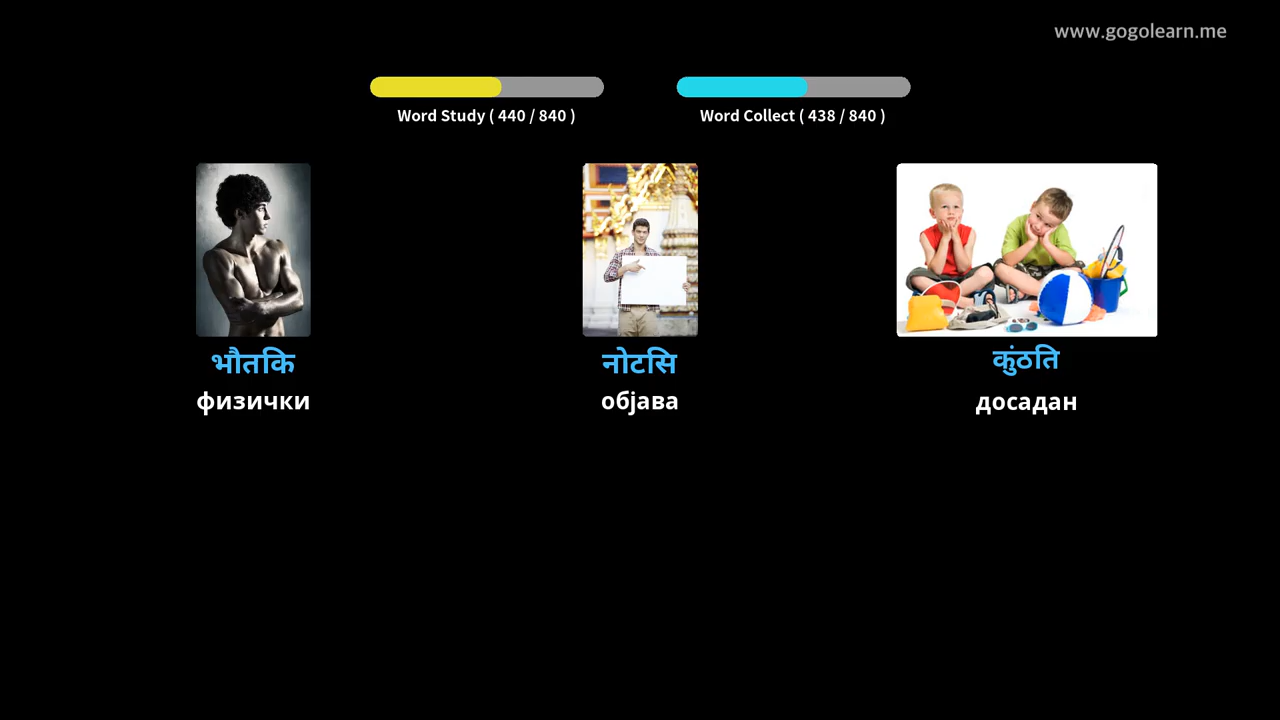 www.gogolearn.me
Word Study ( 440 / 840 )
Word Collect ( 438 / 840 )
भौतकि
नोटसि
कुंठति
физички
објава
досадан